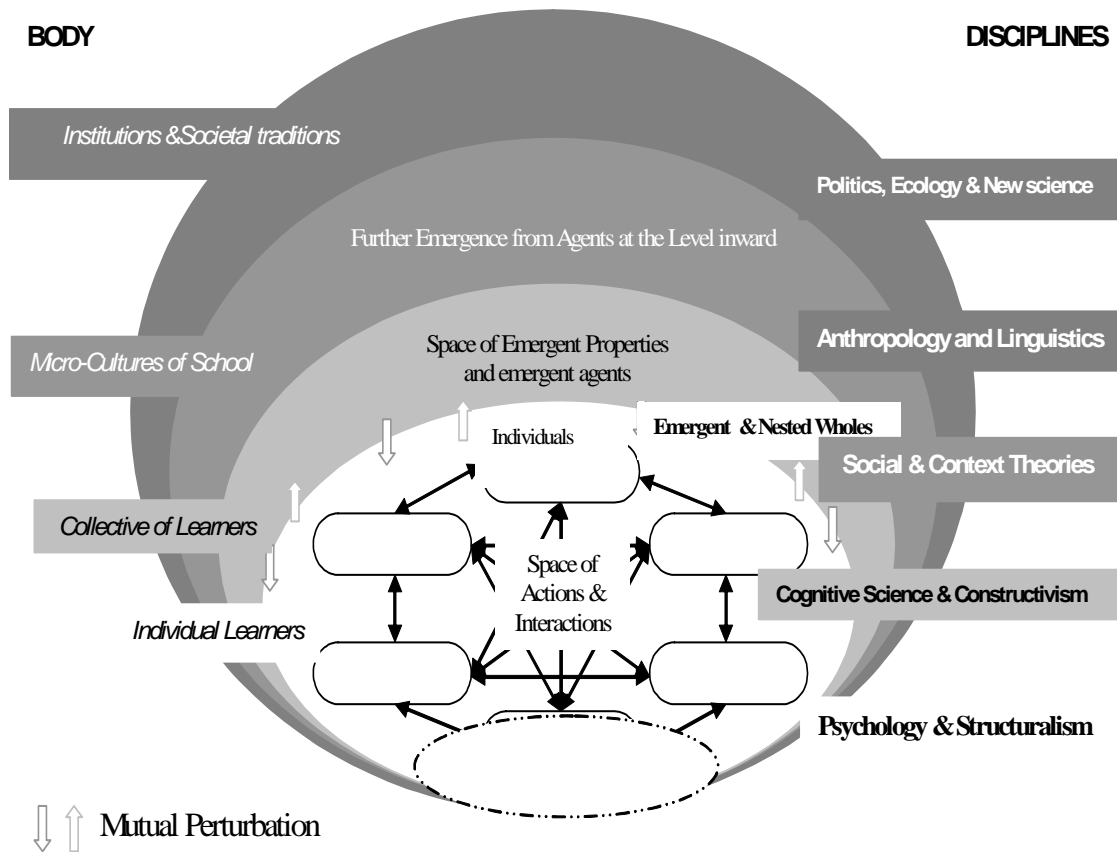 BODY
DISCIPLINES
Institutions &Societal traditions
Politics, Ecology & New science
Further Emergence from Agents at the Level inward
Anthropology and Linguistics
Micro-Cultures of School
Space of Emergent Properties
and emergent agents
Individuals
Emergent & Nested Wholes
Social & Context Theories
Collective of Learners
Space of
Actions &
Interactions
Cognitive Science & Constructivism
Individual Learners
Psychology & Structuralism
Mutual Perturbation